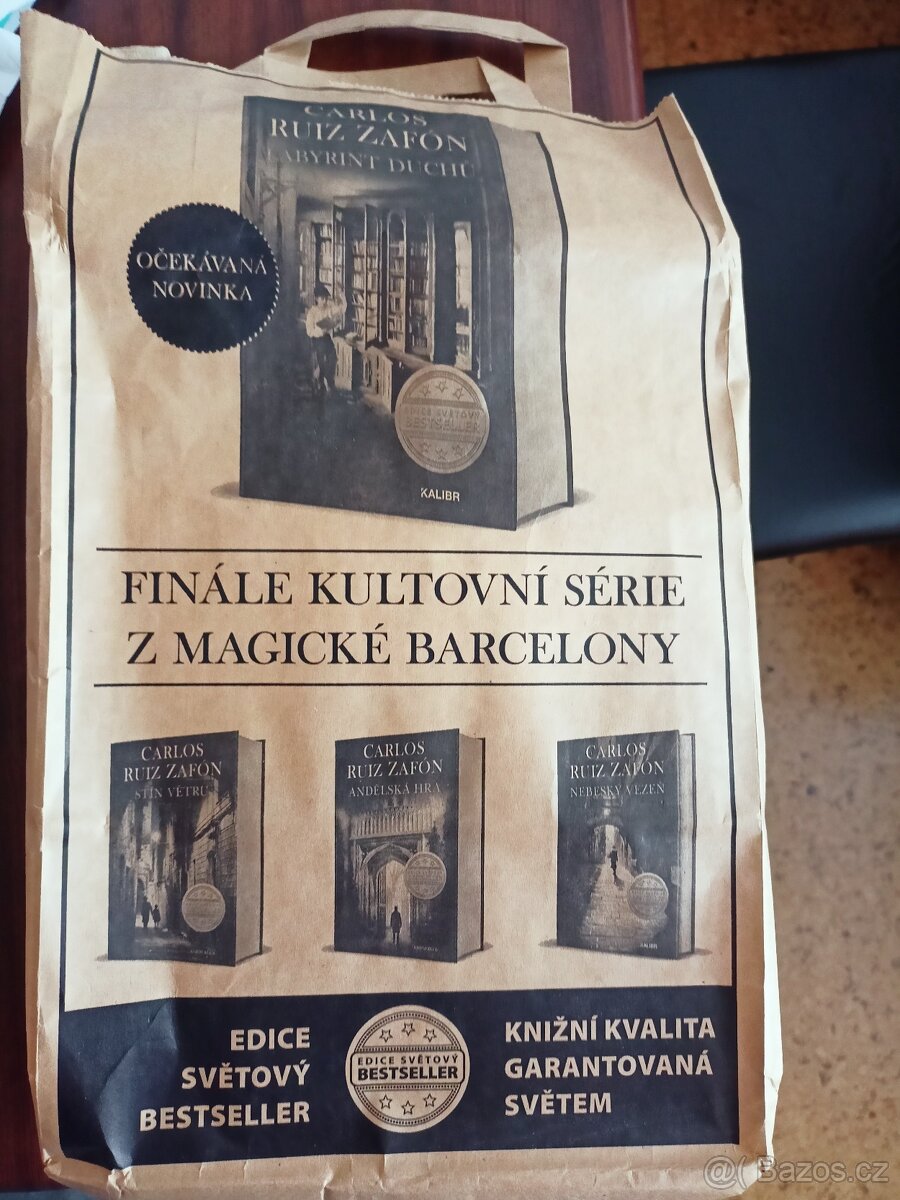 CARLOS
RUIZ ZAFÓN
LABYRINT DUCHŮ
OČEKÁVANÁ
NOVINKA
EDICE SVĚTOVÝ
BESTSELLER
KALIBR
FINÁLE KULTOVNÍ SÉRIE
Z MAGICKÉ BARCELONY
CARLOS
RUIZ ZAFÓN
STÍN VĚTRU
CARLOS
RUIZ ZAFÓN
ANDĚLSKÁ HRA
CARLOS
RUIZ ZAFÓN
NEBESKÝ VĚZEŇ
KALIBR
EDICE
SVĚTOVÝ
BESTSELLER
EDICE SVĚTOVÝ
BESTSELLER
KNIŽNÍ KVALITA
GARANTOVANÁ
SVĚTEM
@( Bazos.cz